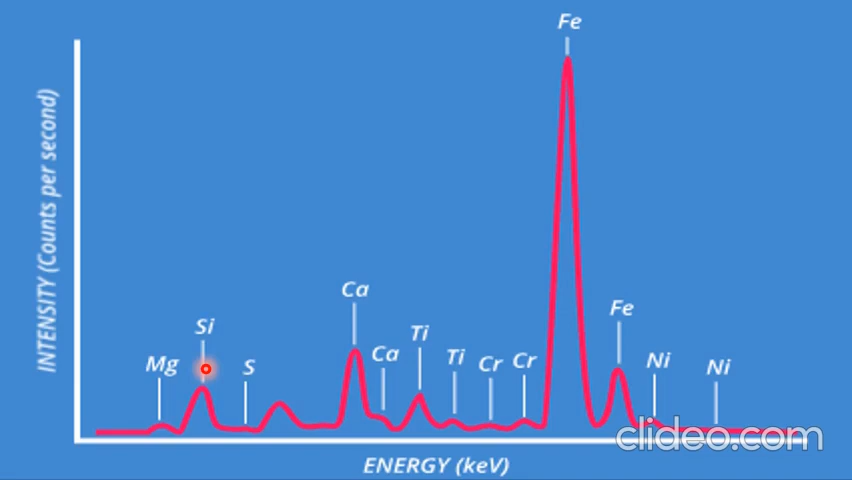 Fe
INTENSITY (Counts per second)
Ca
Fe
Si
Ti
Ca
Ti
Cr
Cr
Ni
Mg
S
Ni
clideo.com
ENERGY (keV)